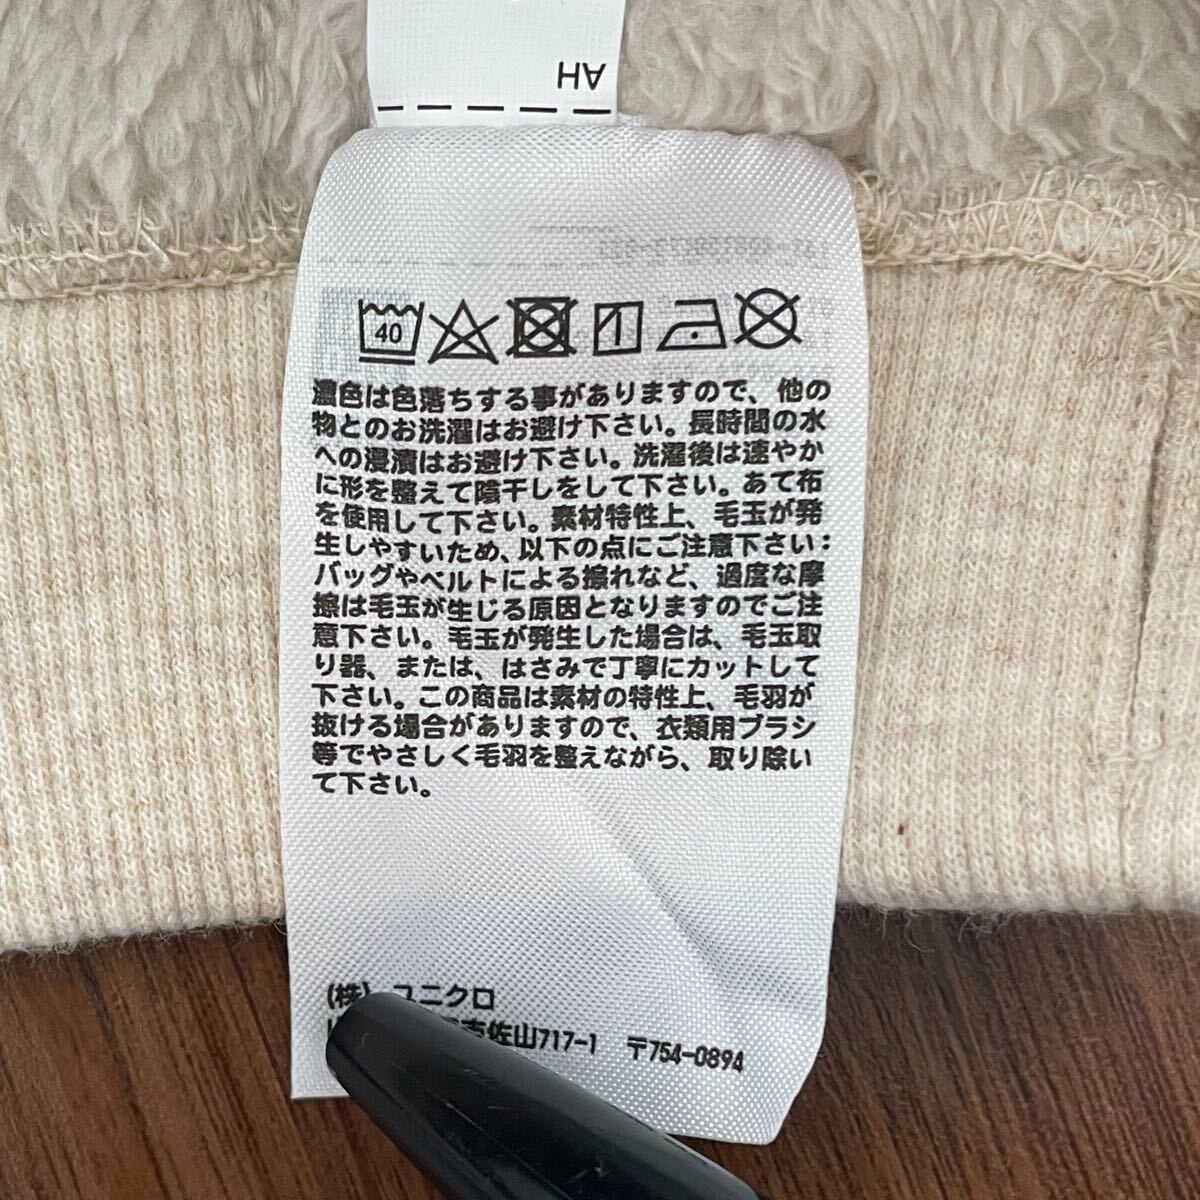 AH
40
濃色は色落ちする事がありますので、他の
物とのお洗濯はお避け下さい。長時間の水
への浸漬はお避け下さい。洗濯後は速やか
に形を整えて陰干しをして下さい。あて布
を使用して下さい。素材特性上、毛玉が発
生しやすいため、以下の点にご注意下さい：
バッグやベルトによる擦れなど、過度な摩
擦は毛玉が生じる原因となりますのでご注
意下さい。毛玉が発生した場合は、毛玉取
り器、または、はさみで丁寧にカットして
下さい。この商品は素材の特性上、毛羽が
抜ける場合がありますので、衣類用ブラシ
等でやさしく毛羽を整えながら、取り除い
て下さい。
(株) ユニクロ
佐山717-1 〒754-0894